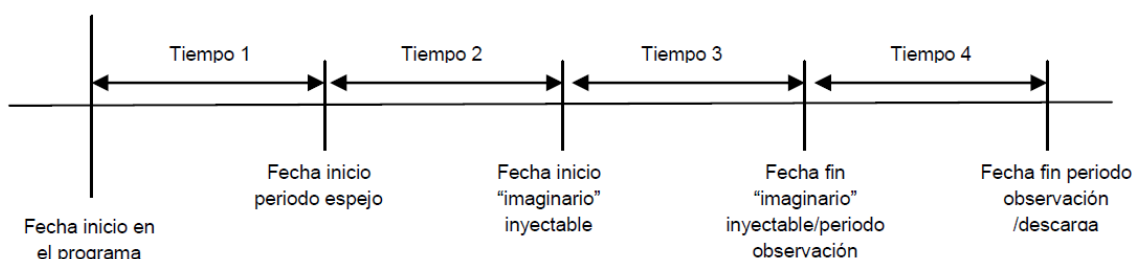 Tiempo 1
Tiempo 2
Tiempo 3
Tiempo 4
Fecha inicio en
el programa
Fecha inicio
periodo espejo
Fecha inicio
“imaginario”
inyectable
Fecha fin
“imaginario”
inyectable/periodo
observación
Fecha fin periodo
observación
/descarga